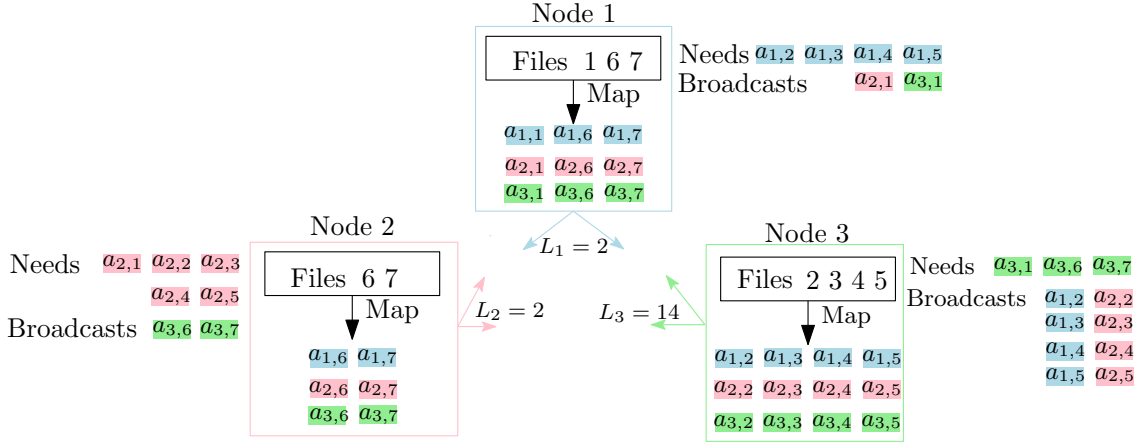 Node 1
Files 1 6 7
Map
a1,1 a1,6 a1,7
a2,1 a2,6 a2,7
a3,1 a3,6 a3,7
Needs a1,2 a1,3 a1,4 a1,5
Broadcasts a2,1 a3,1
L1 = 2
Node 2
Needs a2,1 a2,2 a2,3
a2,4 a2,5
Broadcasts a3,6 a3,7
Files 6 7
Map
a1,6 a1,7
a2,6 a2,7
a3,6 a3,7
L2 = 2
Node 3
Files 2 3 4 5
Map
a1,2 a1,3 a1,4 a1,5
a2,2 a2,3 a2,4 a2,5
a3,2 a3,3 a3,4 a3,5
L3 = 14
Needs a3,1 a3,6 a3,7
Broadcasts a1,2 a2,2
a1,3 a2,3
a1,4 a2,4
a1,5 a2,5